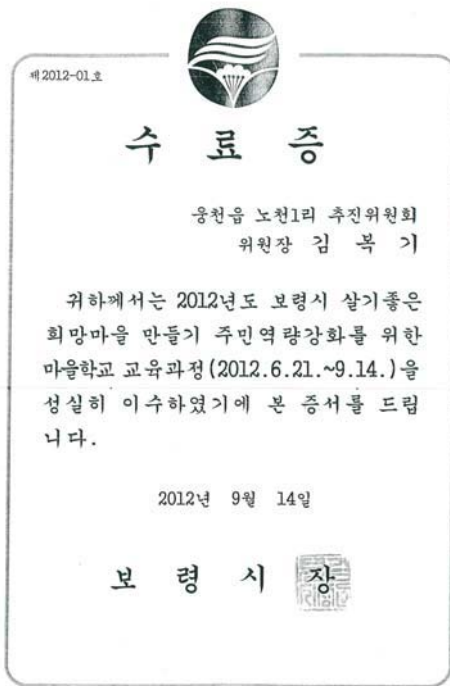 제2012-01호
수 료 증
웅천읍 노천1리 추진위원회
위원장 김 복 기
귀하께서는 2012년도 보령시 살기좋은
희망마을 만들기 주민역량강화를 위한
마을학교 교육과정(2012.6.21.~9.14.)을
성실히 이수하였기에 본 증서를 드립
니다.
2012년 9월 14일
보 령 시 장